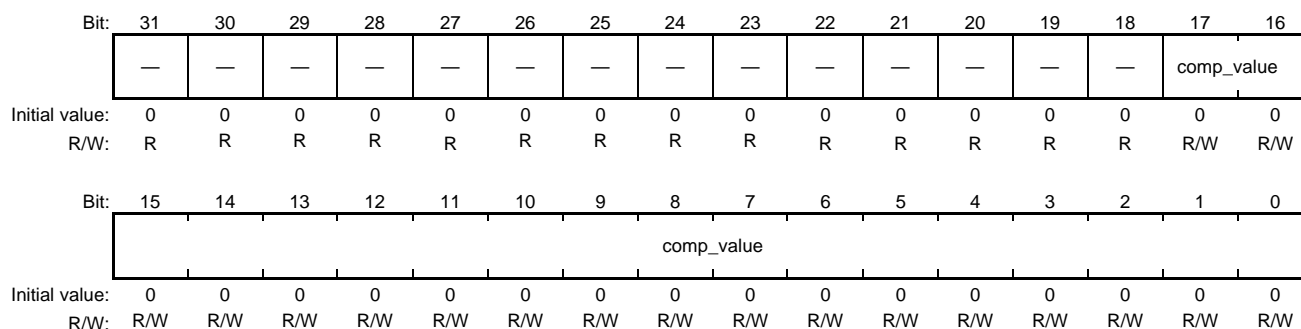 Bit: 31 30 29 28 27 26 25 24 23 22 21 20 19 18 17 16
— — — — — — — — — — — — — — comp_value
Initial value: 0 0 0 0 0 0 0 0 0 0 0 0 0 0 0 0
R/W: R R R R R R R R R R R R R R R/W R/W
Bit: 15 14 13 12 11 10 9 8 7 6 5 4 3 2 1 0
comp_value
Initial value: 0 0 0 0 0 0 0 0 0 0 0 0 0 0 0 0
R/W: R/W R/W R/W R/W R/W R/W R/W R/W R/W R/W R/W R/W R/W R/W R/W R/W